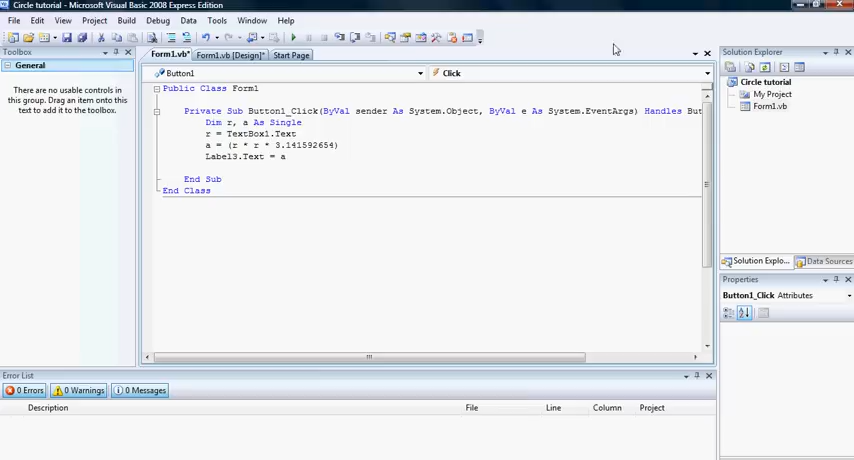 Circle tutorial - Microsoft Visual Basic 2008 Express Edition
File Edit View Project Build Debug Data Tools Window Help
Toolbox
General
There are no usable controls in
this group. Drag an item onto this
text to add it to the toolbox.
Form1.vb* Form1.vb [Design]* Start Page
Button1 Click
Public Class Form1
Private Sub Button1_Click(ByVal sender As System.Object, ByVal e As System.EventArgs) Handles But
Dim r, a As Single
r = TextBox1.Text
a = (r * r * 3.141592654)
Label3.Text = a
End Sub
End Class
Solution Explorer
Circle tutorial
My Project
Form1.vb
Solution Explo... Data Sources
Properties
Button1_Click Attributes
Error List
0 Errors 0 Warnings 0 Messages
Description File Line Column Project